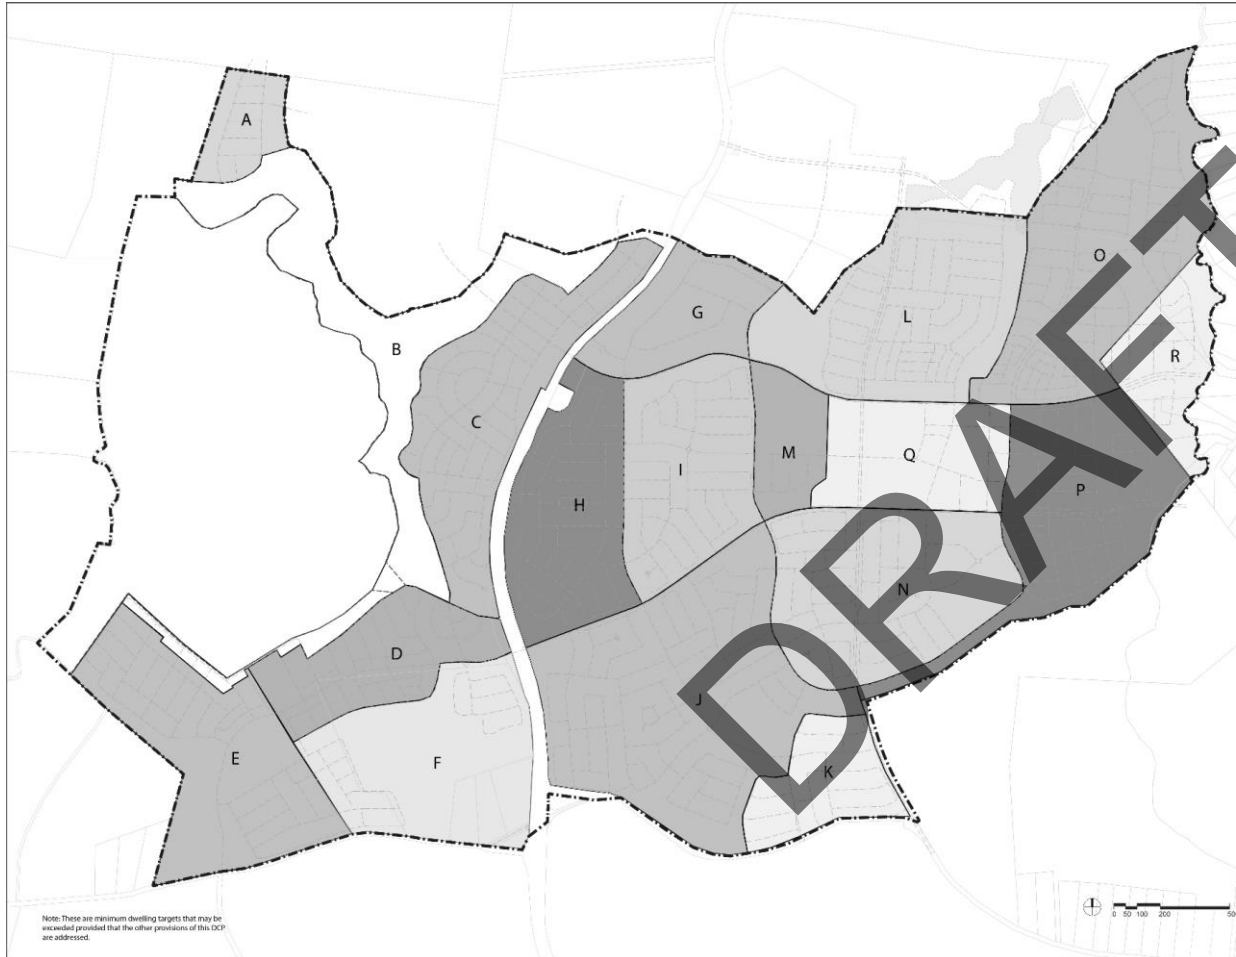 A
O
B
G
L
R
C
M
Q
I
P
H
N
D
J
E
F
K
DRAFT
Note: These are minimum dwelling targets that may be
exceeded provided that the other provisions of this DCP
are addressed.
0 50 100 200 500